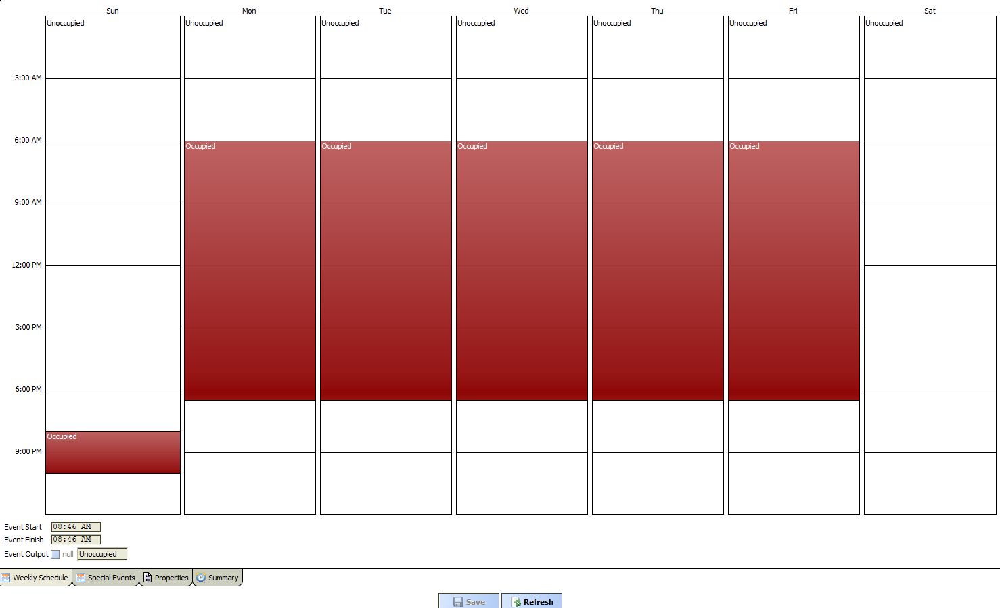 Sun Mon Tue Wed Thu Fri Sat
Unoccupied Unoccupied Unoccupied Unoccupied Unoccupied Unoccupied Unoccupied
3:00 AM
6:00 AM
Occupied Occupied Occupied Occupied Occupied
9:00 AM
12:00 PM
3:00 PM
6:00 PM
Occupied
9:00 PM
Event Start 08:46 AM
Event Finish 08:46 AM
Event Output null Unoccupied
Weekly Schedule Special Events Properties Summary
Save Refresh